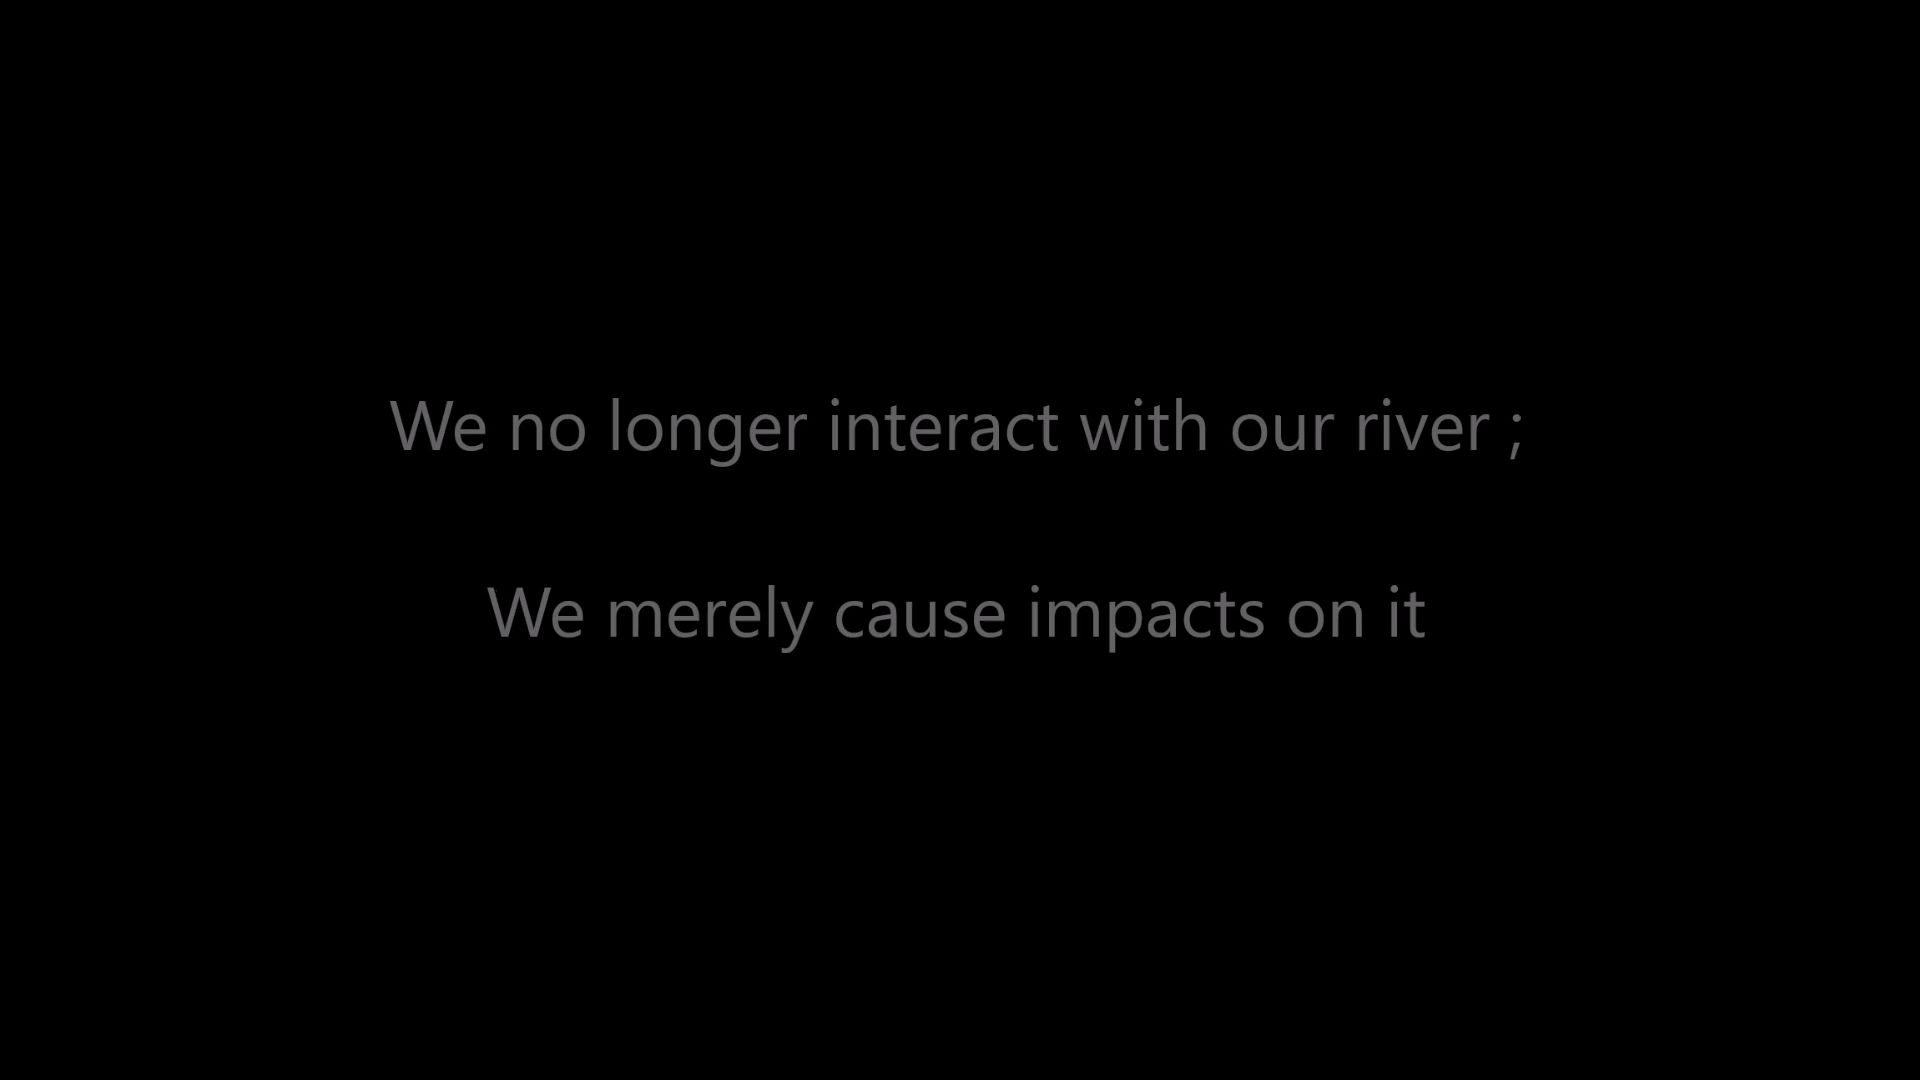 We no longer interact with our river ;
We merely cause impacts on it